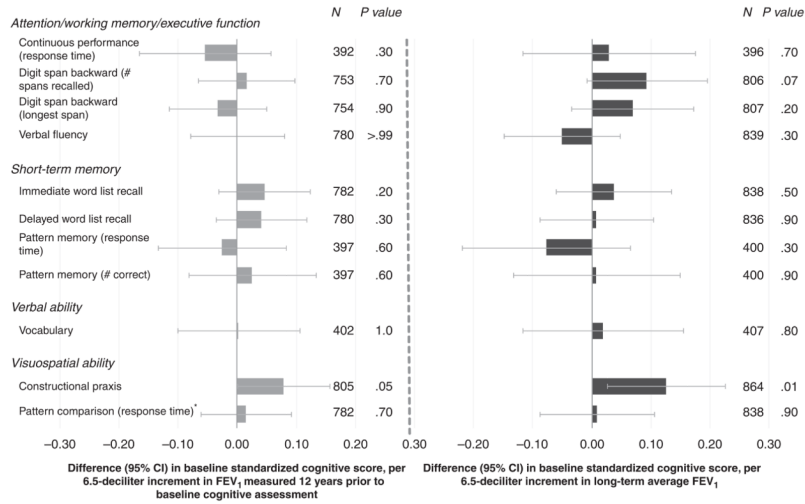 N P value N P value
Attention/working memory/executive function
Continuous performance
(response time) 392 .30 396 .70
Digit span backward (#
spans recalled) 753 .70 806 .07
Digit span backward
(longest span) 754 .90 807 .20
Verbal fluency 780 >.99 839 .30
Short-term memory
Immediate word list recall 782 .20 838 .50
Delayed word list recall 780 .30 836 .90
Pattern memory (response
time) 397 .60 400 .30
Pattern memory (# correct) 397 .60 400 .90
Verbal ability
Vocabulary 402 1.0 407 .80
Visuospatial ability
Constructional praxis 805 .05 864 .01
Pattern comparison (response time)* 782 .70 838 .90
–0.30 –0.20 –0.10 0.00 0.10 0.20 0.30 –0.20 –0.10 0.00 0.10 0.20 0.30
Difference (95% CI) in baseline standardized cognitive score, per
6.5-deciliter increment in FEV1 measured 12 years prior to
baseline cognitive assessment
Difference (95% CI) in baseline standardized cognitive score, per
6.5-deciliter increment in long-term average FEV1